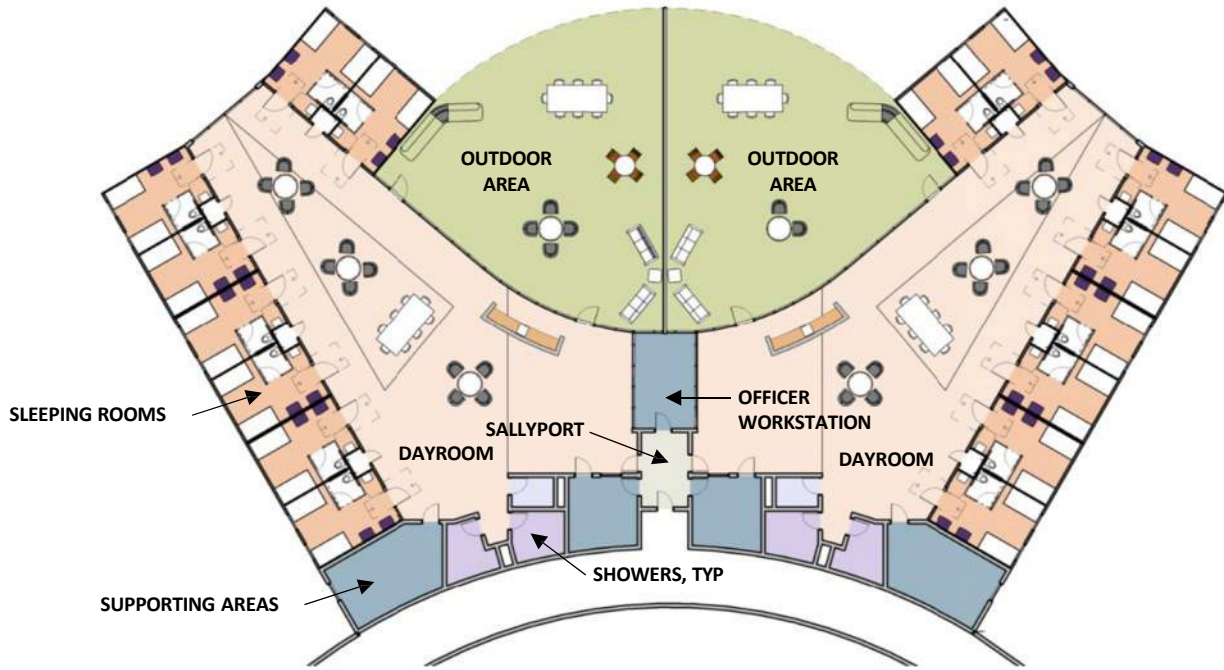 OUTDOOR
AREA
OUTDOOR
AREA
SLEEPING ROOMS
OFFICER
WORKSTATION
SALLYPORT
DAYROOM
DAYROOM
SHOWERS, TYP
SUPPORTING AREAS